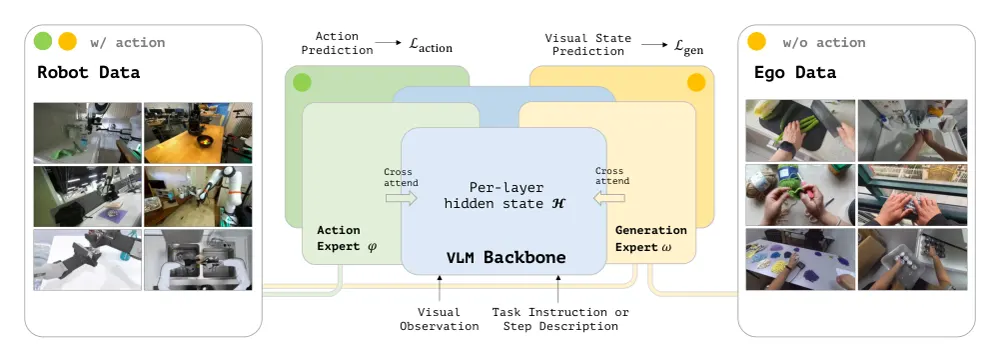 w/ action
Robot Data
Action
Prediction
ℒaction
Visual State
Prediction
ℒgen
w/o action
Ego Data
Cross
attend
Cross
attend
Per-layer
hidden state ℋ
Action
Expert φ
Generation
Expert ω
VLM Backbone
Visual
Observation
Task Instruction or
Step Description